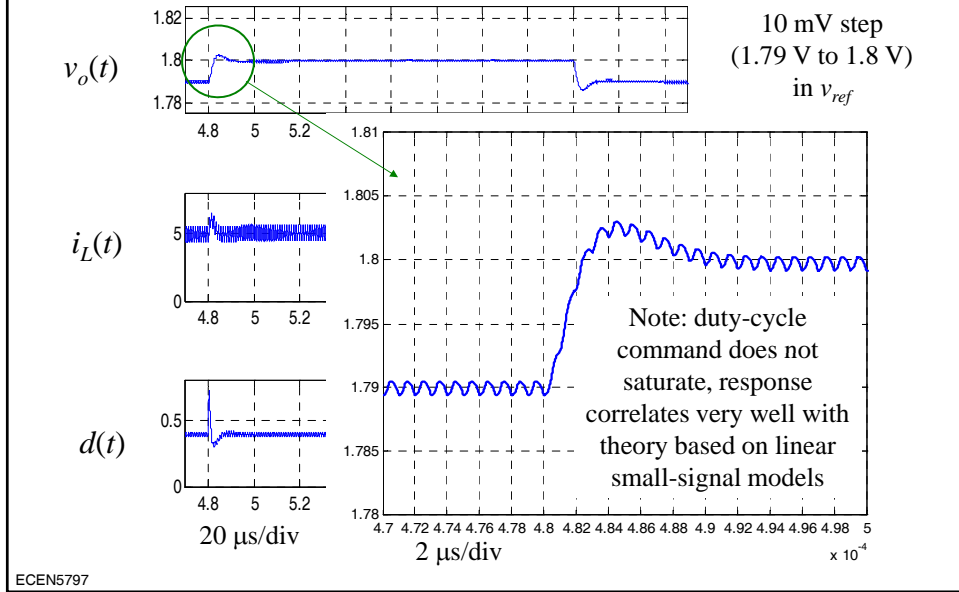 10 mV step
(1.79 V to 1.8 V)
in v_ref
v_o(t)
1.82
1.8
1.78
4.8 5 5.2
i_L(t)
5
0
4.8 5 5.2
d(t)
0.5
0
4.8 5 5.2
20 µs/div
1.81
1.805
1.8
1.795
1.79
1.785
1.78
4.7 4.72 4.74 4.76 4.78 4.8 4.82 4.84 4.86 4.88 4.9 4.92 4.94 4.96 4.98 5
x 10⁻⁴
2 µs/div
Note: duty-cycle
command does not
saturate, response
correlates very well with
theory based on linear
small-signal models
ECEN5797